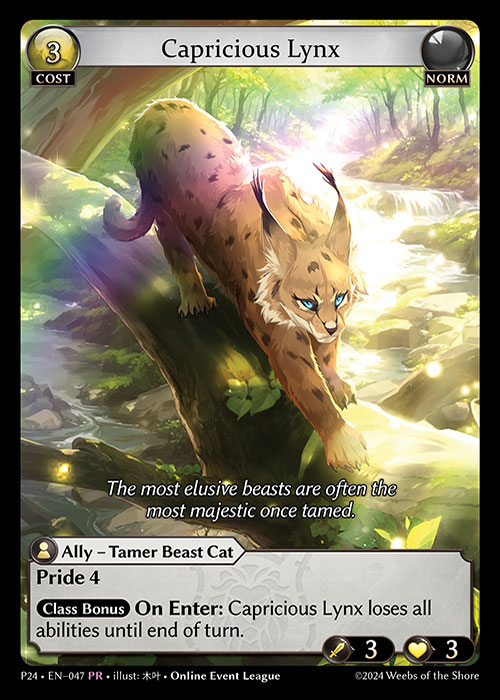 3
COST
Capricious Lynx
NORM
The most elusive beasts are often the
most majestic once tamed.
Ally – Tamer Beast Cat
Pride 4
Class Bonus On Enter: Capricious Lynx loses all
abilities until end of turn.
3
3
P24 • EN–047 PR • illust: 木叶 • Online Event League
©2024 Weebs of the Shore